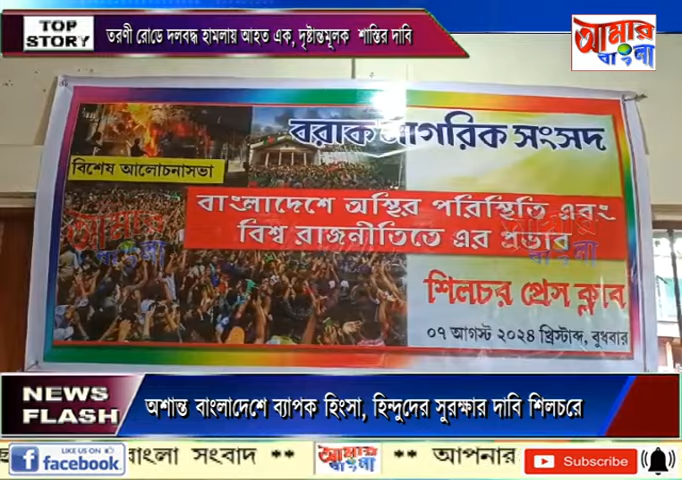 TOP STORY
তরণী রোডে দলবদ্ধ হামলায় আহত এক, দৃষ্টান্তমূলক শাস্তির দাবি
আমার বাংলা
বরাক নাগরিক সংসদ
বিশেষ আলোচনাসভা
বাংলাদেশে অস্থির পরিস্থিতি এবং
বিশ্ব রাজনীতিতে এর প্রভাব
আমার বাংলা
শিলচর প্রেস ক্লাব
০৭ আগস্ট ২০২৪ খ্রিস্টাব্দ, বুধবার
NEWS FLASH
অশান্ত বাংলাদেশে ব্যাপক হিংসা, হিন্দুদের সুরক্ষার দাবি শিলচরে
LIKE US ON
facebook
বাংলা সংবাদ ** আমার বাংলা ** আপনার
Subscribe